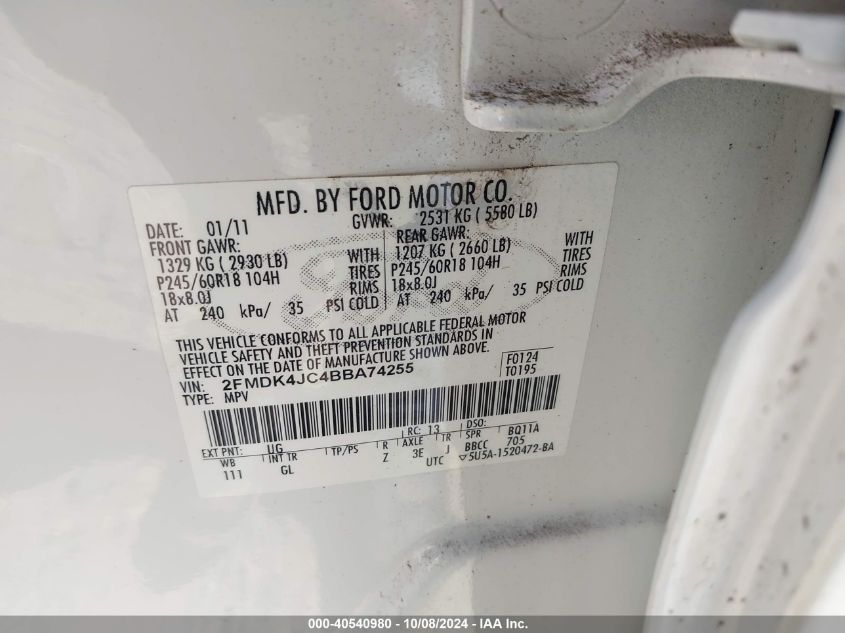 MFD. BY FORD MOTOR CO.
DATE: 01/11 GVWR: 2531 KG ( 5580 LB)
FRONT GAWR: REAR GAWR:
1329 KG ( 2930 LB) WITH 1207 KG ( 2660 LB) WITH
P245/60R18 104H TIRES P245/60R18 104H TIRES
18x8.0J RIMS 18x8.0J RIMS
AT 240 kPa/ 35 PSI COLD AT 240 kPa/ 35 PSI COLD
Ford
THIS VEHICLE CONFORMS TO ALL APPLICABLE FEDERAL MOTOR
VEHICLE SAFETY AND THEFT PREVENTION STANDARDS IN
EFFECT ON THE DATE OF MANUFACTURE SHOWN ABOVE.
VIN: 2FMDK4JC4BBA74255 F0124
TYPE: MPV T0195
EXT PNT: UG RC: 13 DSO:
WB INT TR TP/PS R AXLE TR SPR BQ11A
111 GL Z 3E J BBCC 705
UTC ▽5U5A-1520472-BA
000-40540980 - 10/08/2024 - IAA Inc.